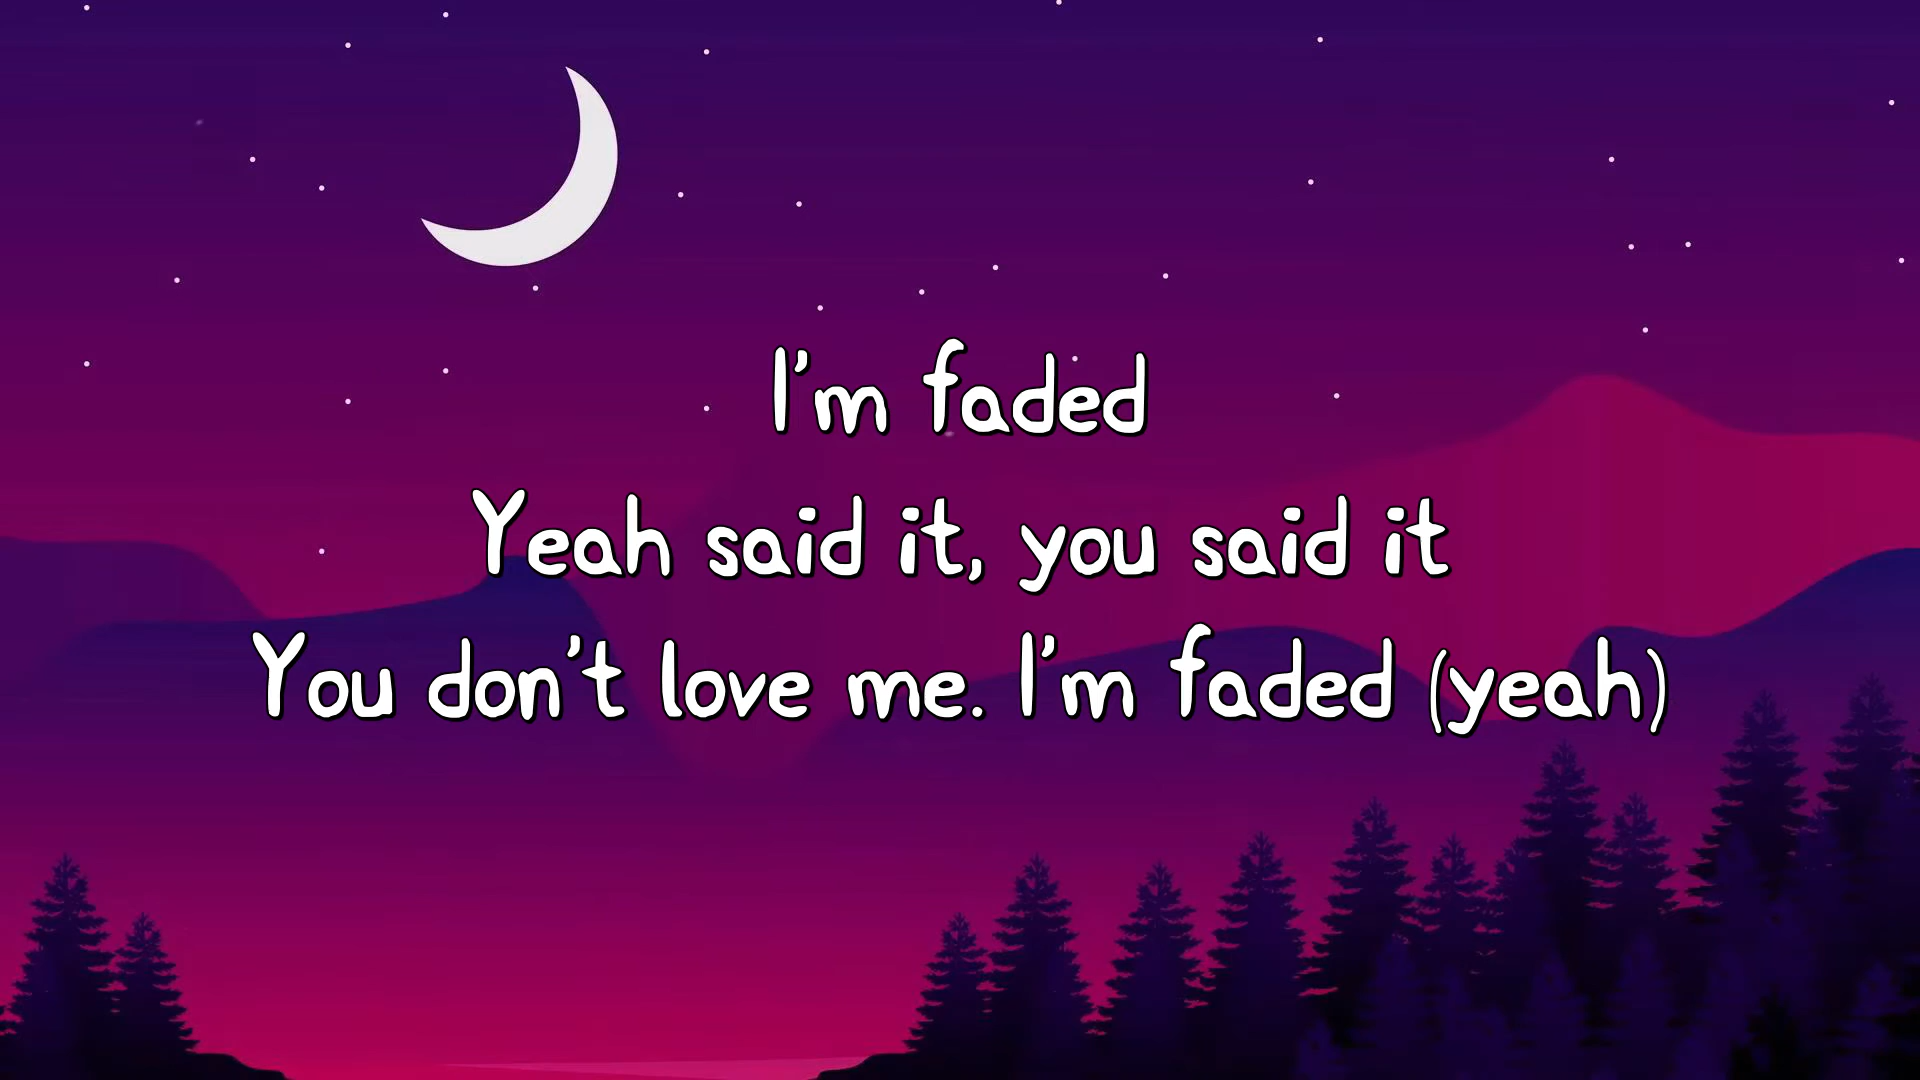 I'm faded
Yeah said it, you said it
You don't love me. I'm faded (yeah)